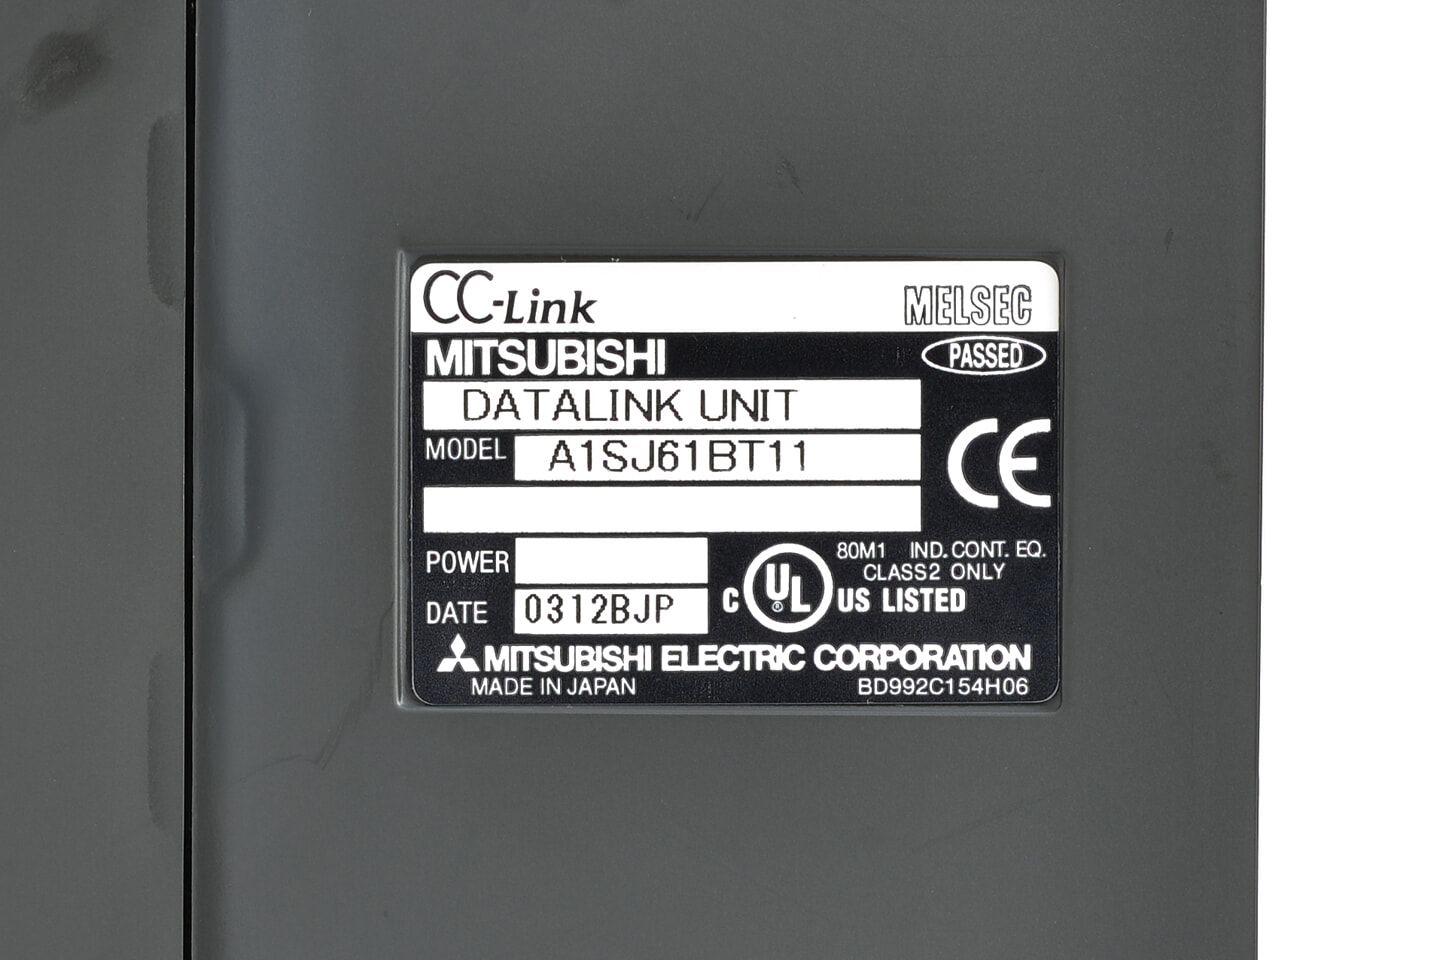 CC-Link MELSEC
MITSUBISHI PASSED
DATALINK UNIT
MODEL A1SJ61BT11
CE
POWER
80M1 IND. CONT. EQ.
CLASS2 ONLY
DATE 0312BJP
C UL ® US LISTED
MITSUBISHI ELECTRIC CORPORATION
MADE IN JAPAN BD992C154H06